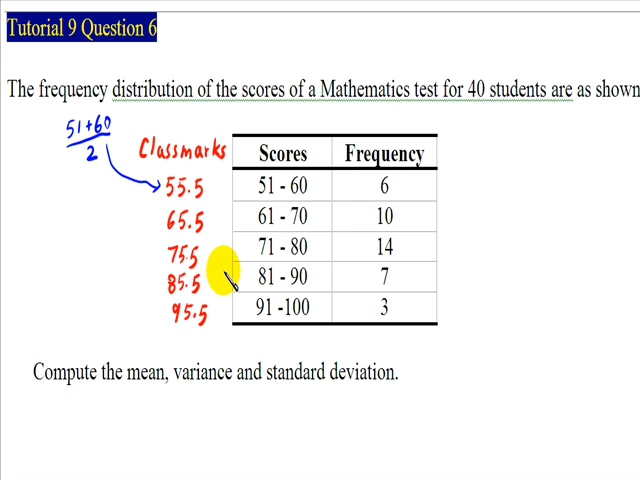 Tutorial 9 Question 6
The frequency distribution of the scores of a Mathematics test for 40 students are as shown
51+60
2
Classmarks Scores Frequency
55.5 51 - 60 6
65.5 61 - 70 10
75.5 71 - 80 14
85.5 81 - 90 7
95.5 91 -100 3
Compute the mean, variance and standard deviation.